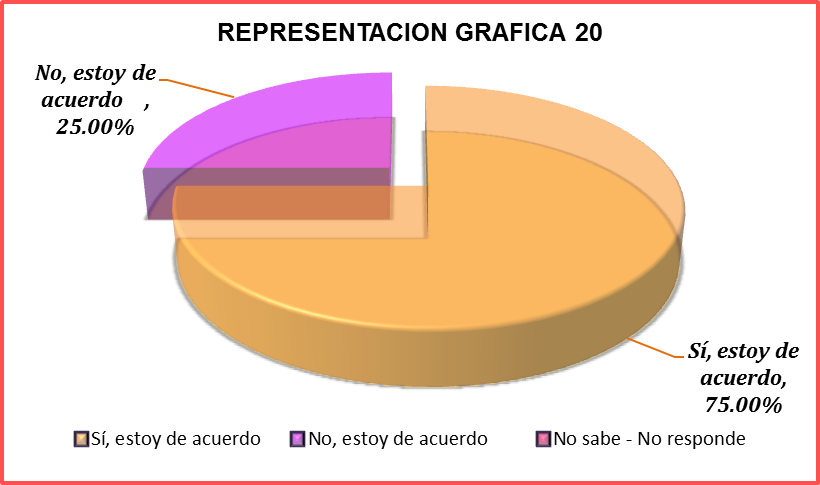 REPRESENTACION GRAFICA 20
No, estoy de
acuerdo ,
25.00%
Sí, estoy de
acuerdo,
75.00%
Sí, estoy de acuerdo No, estoy de acuerdo No sabe - No responde